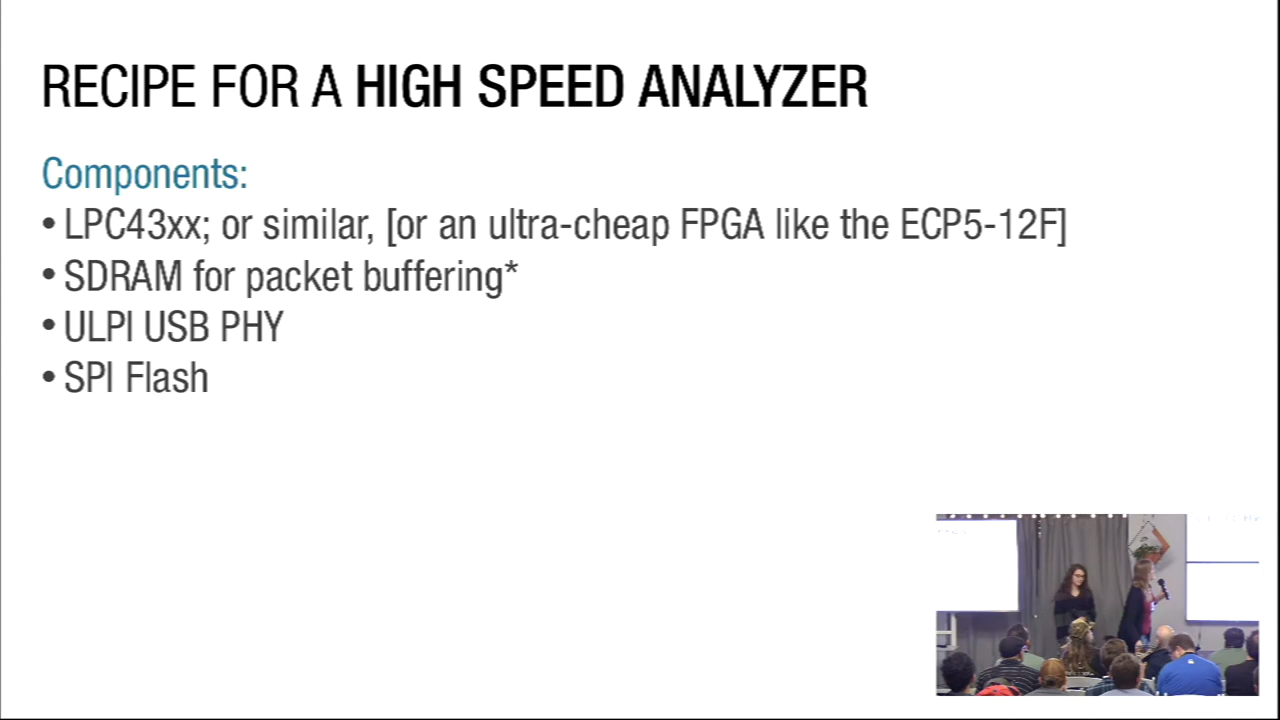 RECIPE FOR A HIGH SPEED ANALYZER
Components:
• LPC43xx; or similar, [or an ultra-cheap FPGA like the ECP5-12F]
• SDRAM for packet buffering*
• ULPI USB PHY
• SPI Flash